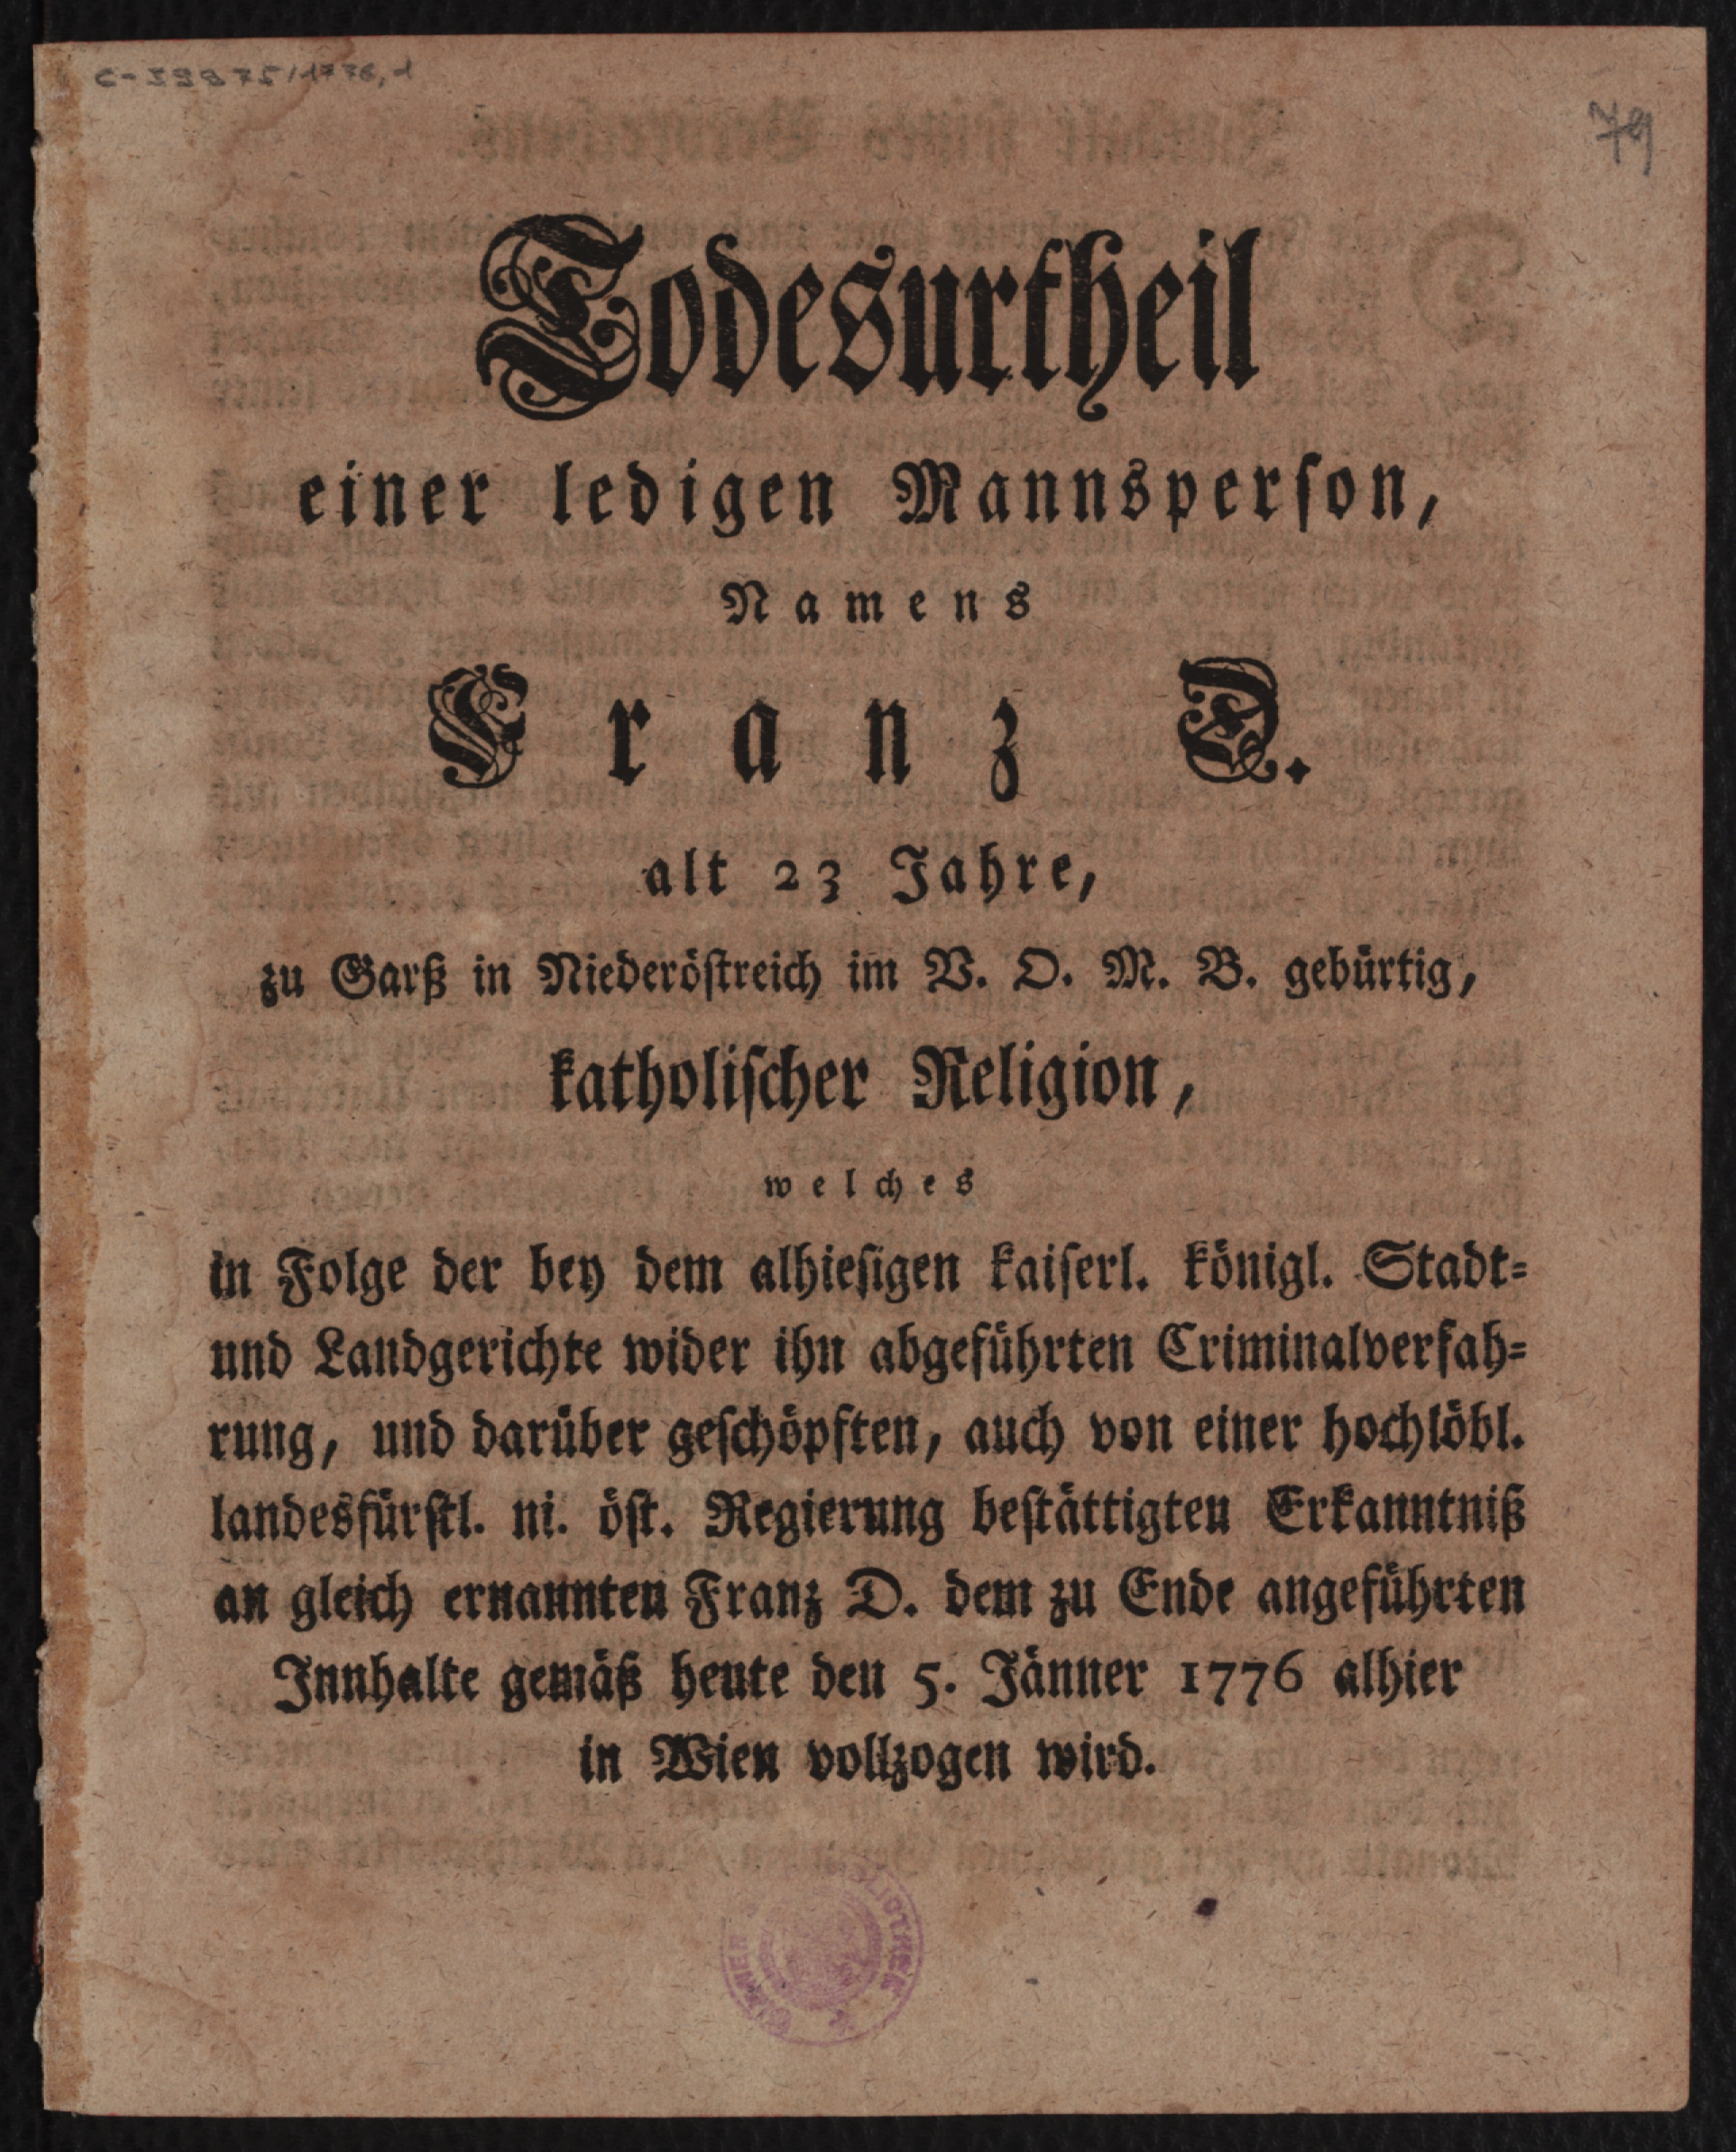 79
Todesurtheil
einer ledigen Mannsperson,
Namens
Franz D.
alt 23 Jahre,
zu Garß in Niederöstreich im V. O. M. B. gebürtig,
katholischer Religion,
welches
in Folge der bey dem alhiesigen kaiserl. königl. Stadt-
und Landgerichte wider ihn abgeführten Criminalverfah-
rung, und darüber geschöpften, auch von einer hochlöbl.
landesfürstl. ni. öst. Regierung bestättigten Erkanntniß
an gleich ernannten Franz D. dem zu Ende angeführten
Innhalte gemäß heute den 5. Jänner 1776 alhier
in Wien vollzogen wird.